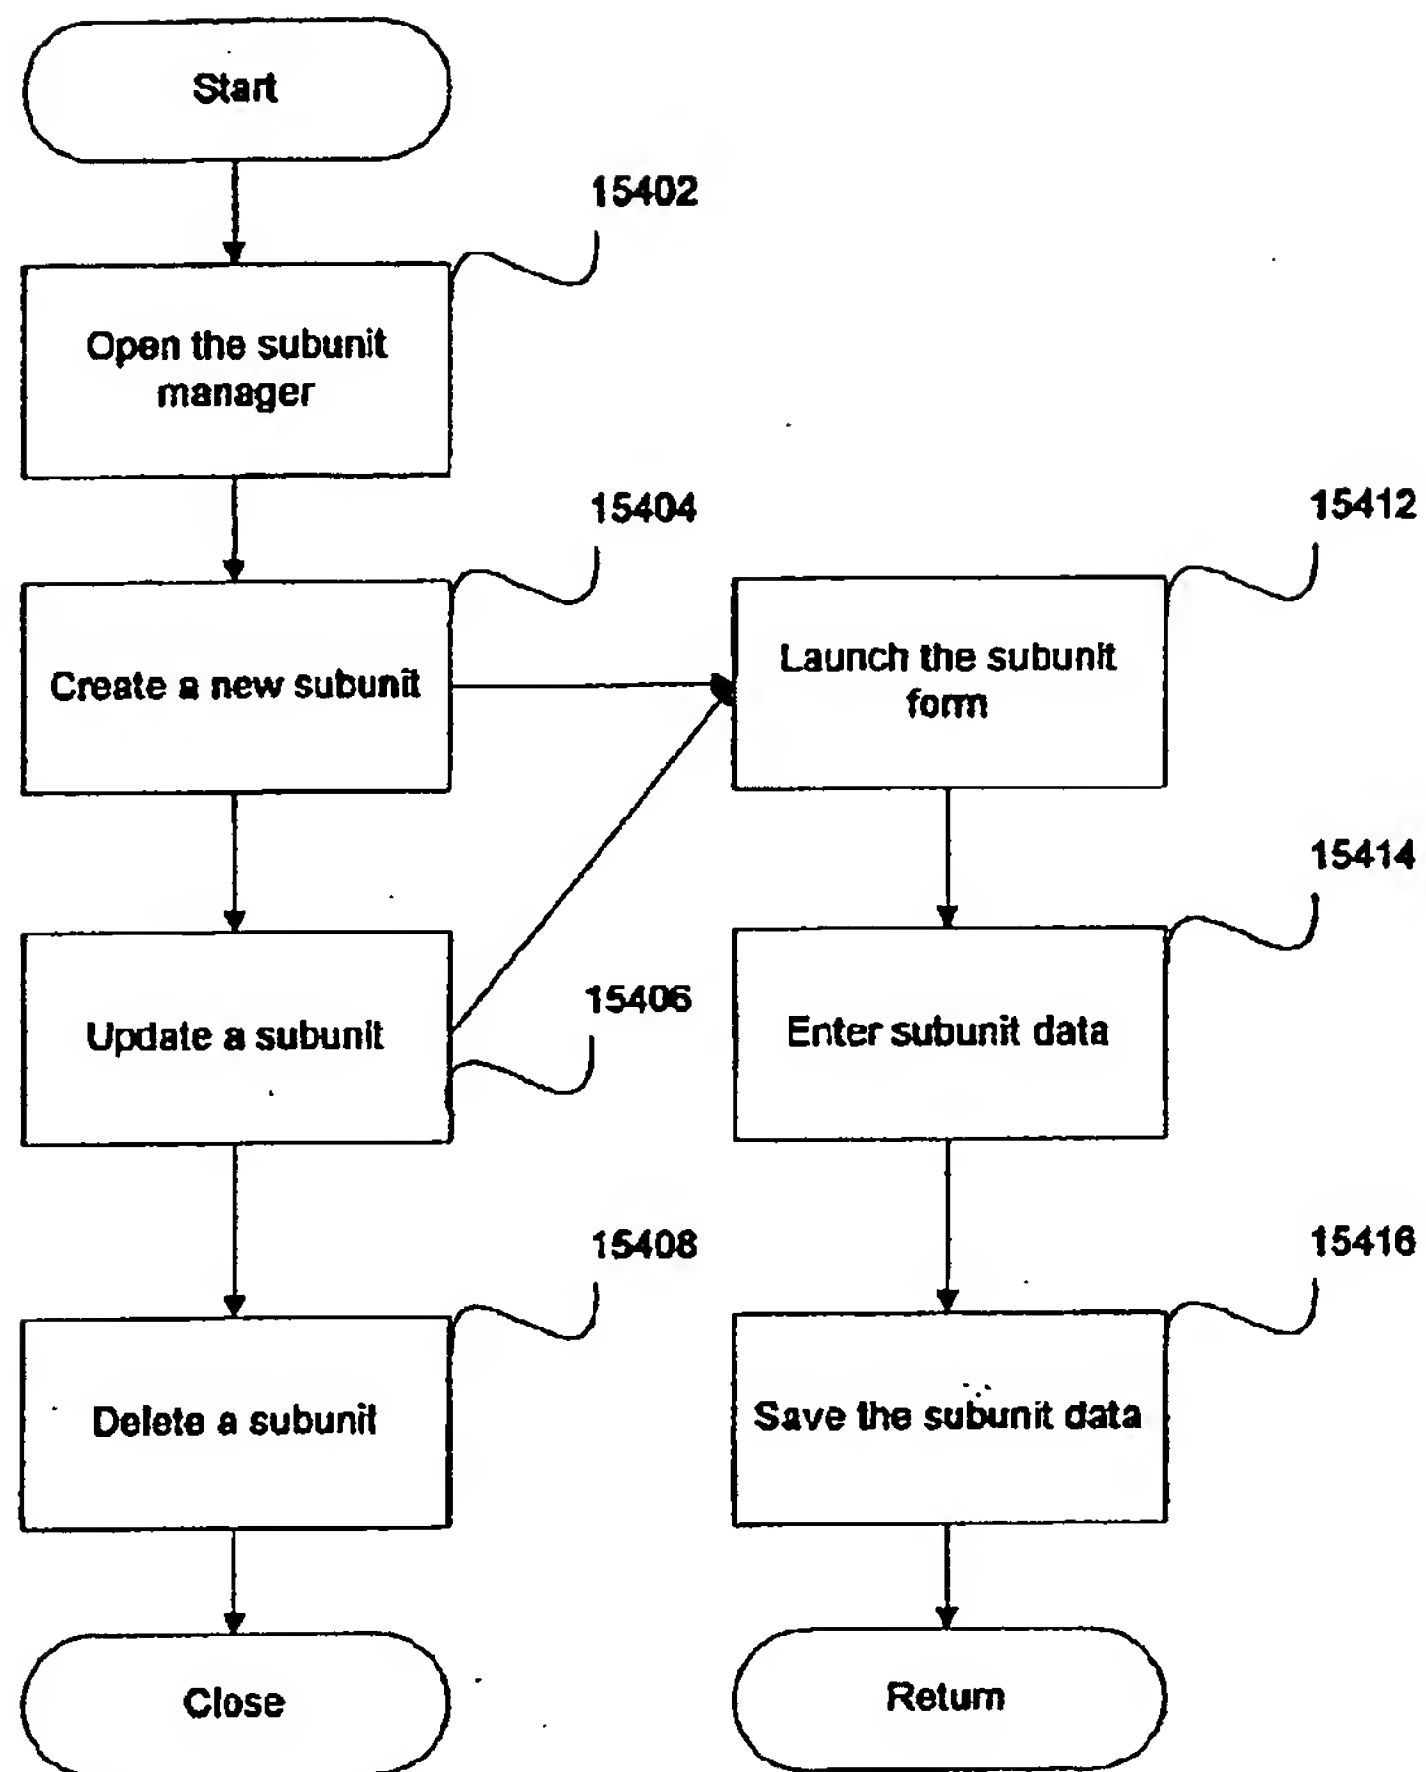 Start
15402
Open the subunit
manager
15404
Create a new subunit
15412
Launch the subunit
form
15406
Update a subunit
15414
Enter subunit data
15408
Delete a subunit
15416
Save the subunit data
Close
Return